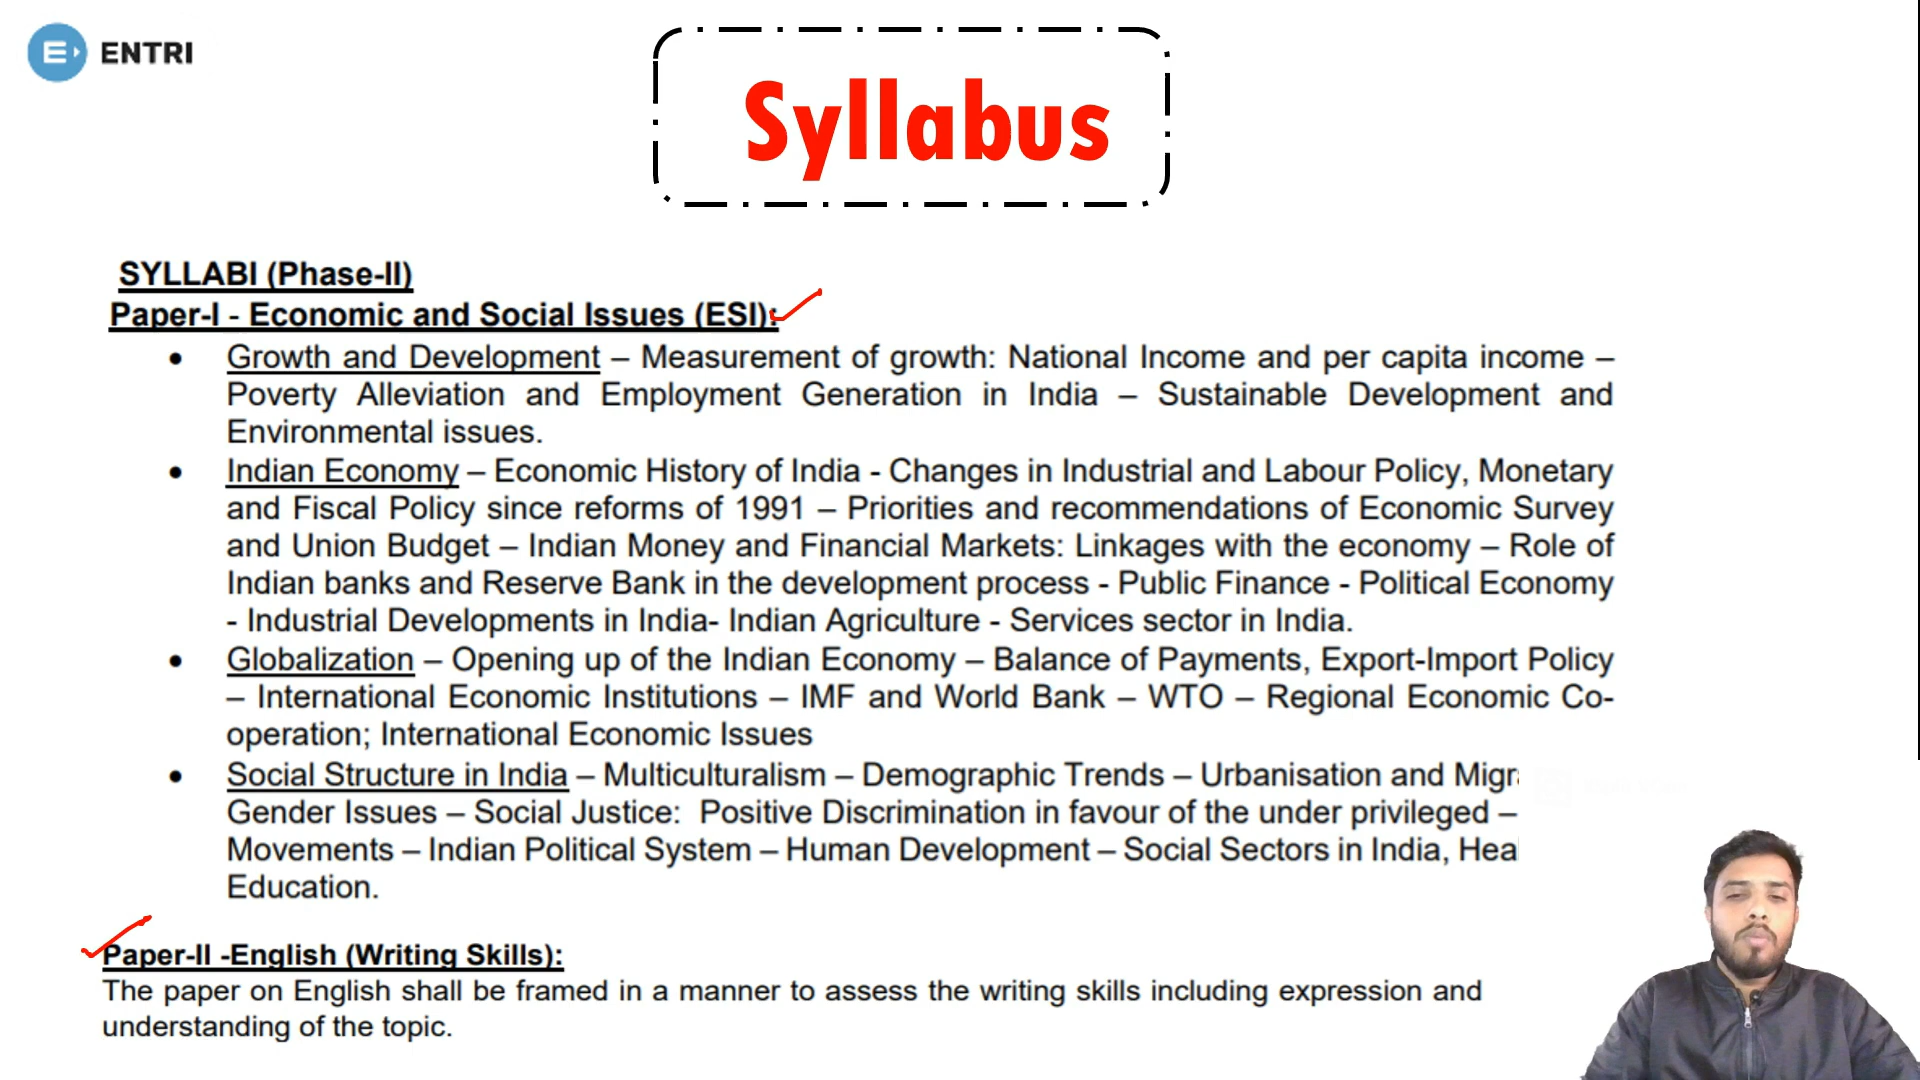 ENTRI
Syllabus
SYLLABI (Phase-II)
Paper-I - Economic and Social Issues (ESI):
• Growth and Development – Measurement of growth: National Income and per capita income –
Poverty Alleviation and Employment Generation in India – Sustainable Development and
Environmental issues.
• Indian Economy – Economic History of India - Changes in Industrial and Labour Policy, Monetary
and Fiscal Policy since reforms of 1991 – Priorities and recommendations of Economic Survey
and Union Budget – Indian Money and Financial Markets: Linkages with the economy – Role of
Indian banks and Reserve Bank in the development process - Public Finance - Political Economy
- Industrial Developments in India- Indian Agriculture - Services sector in India.
• Globalization – Opening up of the Indian Economy – Balance of Payments, Export-Import Policy
– International Economic Institutions – IMF and World Bank – WTO – Regional Economic Co-
operation; International Economic Issues
• Social Structure in India – Multiculturalism – Demographic Trends – Urbanisation and
Gender Issues – Social Justice: Positive Discrimination in favour of the under privileged –
Movements – Indian Political System – Human Development – Social Sectors in India,
Education.
Paper-II -English (Writing Skills):
The paper on English shall be framed in a manner to assess the writing skills including expression and
understanding of the topic.